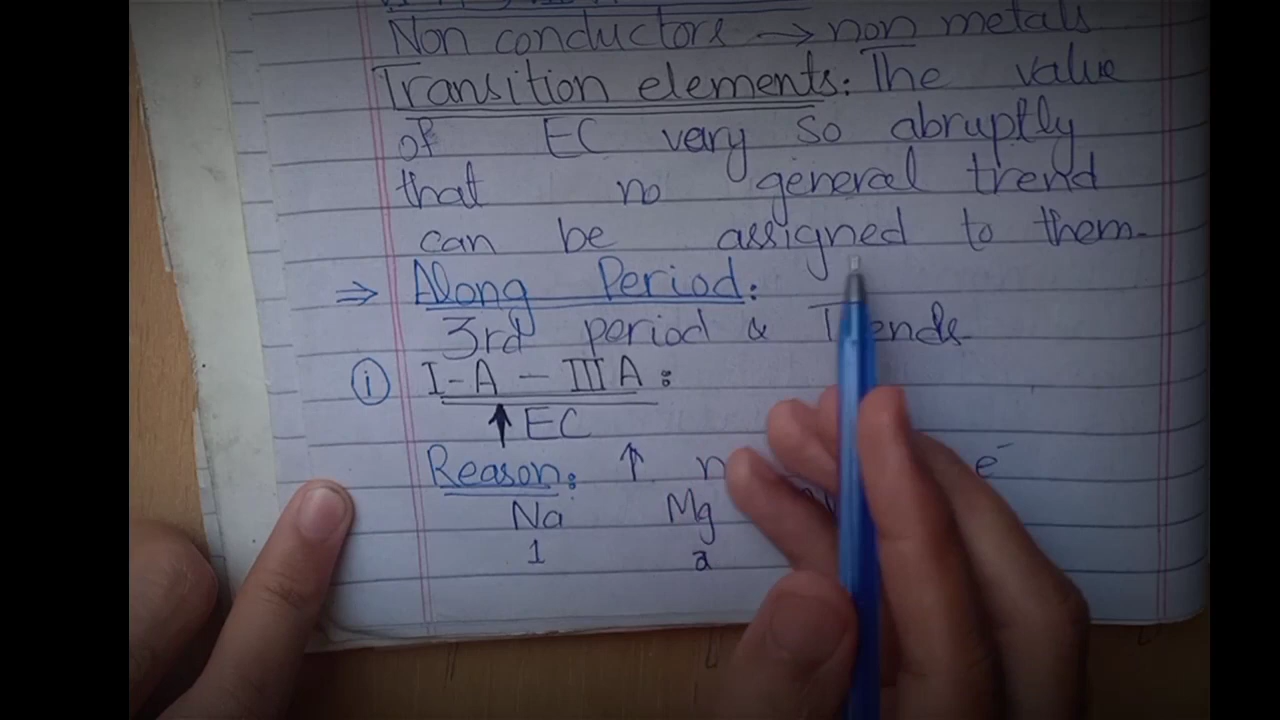 Non conductors → non metals
Transition elements: The value
of EC vary so abruptly
that no general trend
can be assigned to them.
⇒ Along Period:
3rd period & Trends
(i) I-A – III A:
↑ EC
Reason: ↑ e⁻
Na Mg
1 2